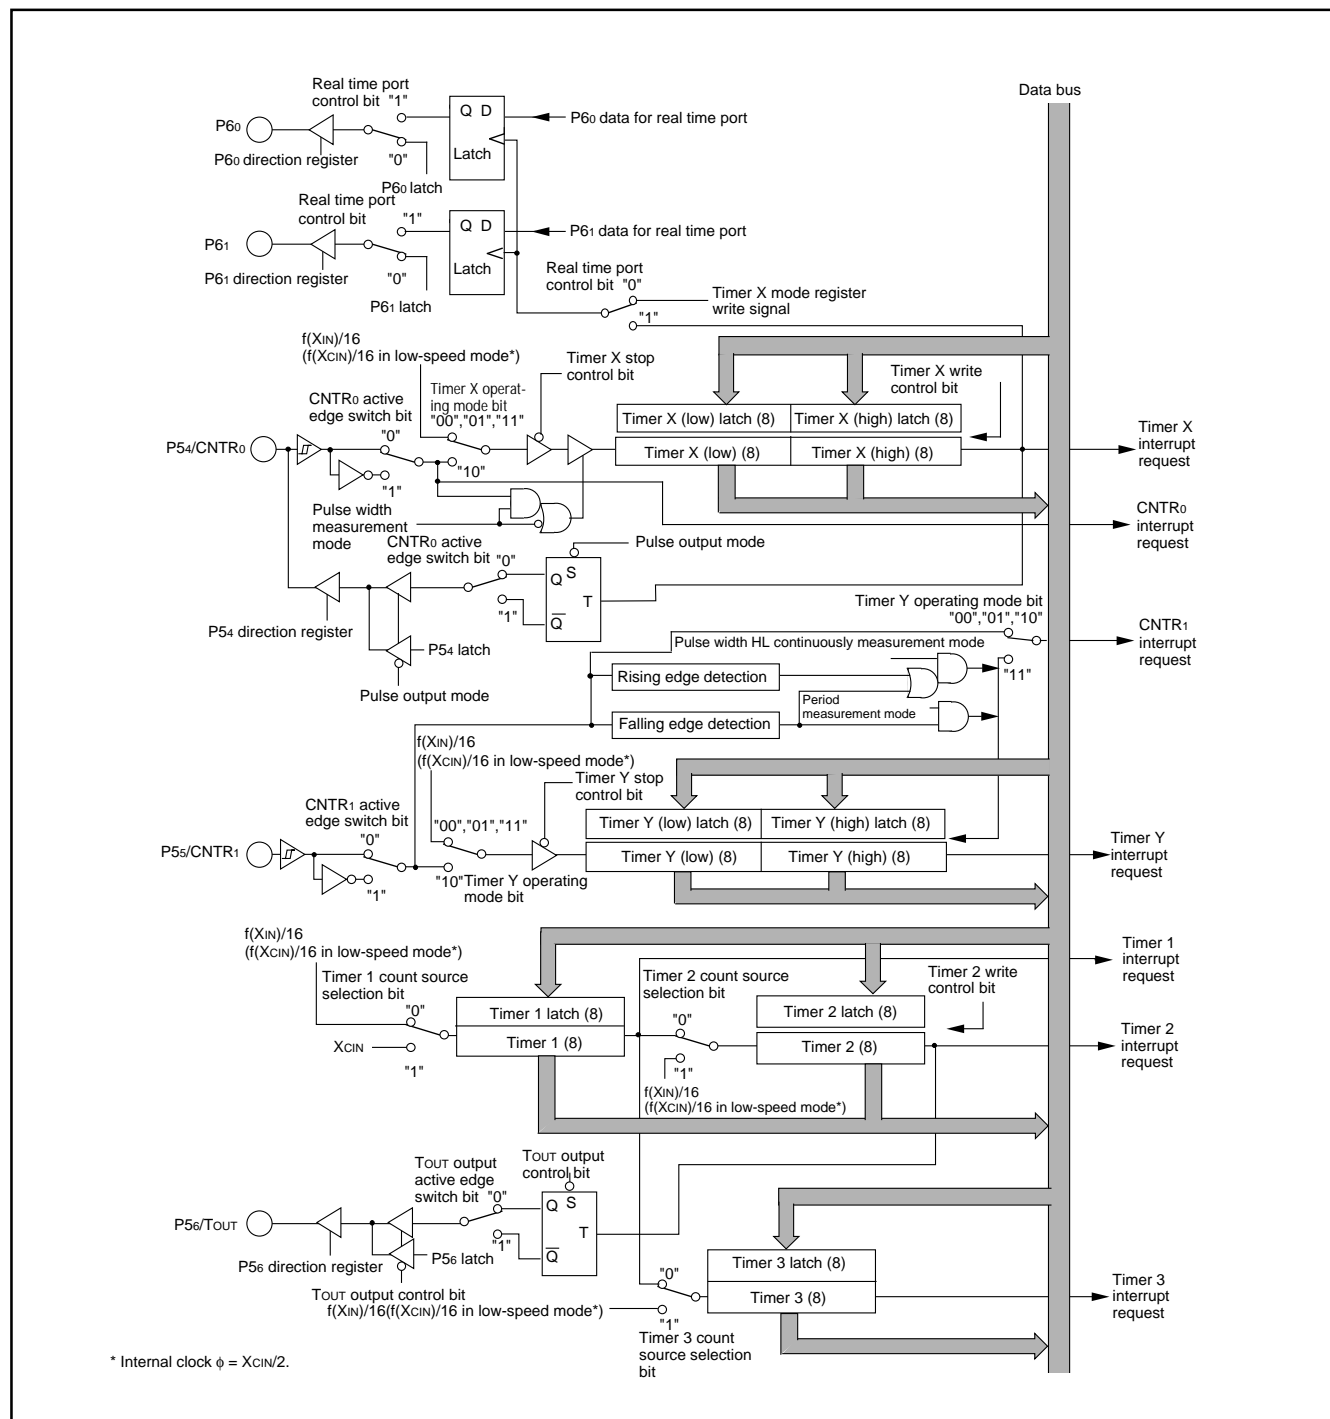 Data bus
Real time port
control bit "1"
Q D
Latch
P60 data for real time port
P60
P60 direction register
"0"
P60 latch
Real time port
control bit
"1"
Q D
Latch
P61 data for real time port
P61
P61 direction register
"0"
P61 latch
Real time port
control bit "0"
"1"
Timer X mode register
write signal
f(XIN)/16
(f(XCIN)/16 in low-speed mode*)
Timer X stop
control bit
Timer X write
control bit
CNTR0 active
edge switch bit
Timer X operat-
ing mode bit
"00","01","11"
Timer X (low) latch (8)
Timer X (high) latch (8)
P54/CNTR0
"0"
"10"
"1"
Timer X (low) (8)
Timer X (high) (8)
Timer X
interrupt
request
Pulse width
measurement
mode
CNTR0
interrupt
request
CNTR0 active
edge switch bit
"0"
Pulse output mode
Q S
T
Q
"1"
P54 direction register
P54 latch
Pulse output mode
Timer Y operating mode bit
"00","01","10"
CNTR1
interrupt
request
Pulse width HL continuously measurement mode
"11"
Rising edge detection
Period
measurement mode
Falling edge detection
f(XIN)/16
(f(XCIN)/16 in low-speed mode*)
Timer Y stop
control bit
CNTR1 active
edge switch bit
"00","01","11"
Timer Y (low) latch (8)
Timer Y (high) latch (8)
P55/CNTR1
"0"
"1"
"10" Timer Y operating
mode bit
Timer Y (low) (8)
Timer Y (high) (8)
Timer Y
interrupt
request
f(XIN)/16
(f(XCIN)/16 in low-speed mode*)
Timer 1 count source
selection bit
"0"
XCIN
"1"
Timer 1 latch (8)
Timer 1 (8)
Timer 2 count source
selection bit
"0"
"1"
f(XIN)/16
(f(XCIN)/16 in low-speed mode*)
Timer 2 write
control bit
Timer 2 latch (8)
Timer 2 (8)
Timer 1
interrupt
request
Timer 2
interrupt
request
TOUT output
active edge
switch bit
"0"
TOUT output
control bit
Q S
T
Q
"1"
P56/TOUT
P56 direction register
P56 latch
TOUT output control bit
f(XIN)/16(f(XCIN)/16 in low-speed mode*)
"0"
"1"
Timer 3 latch (8)
Timer 3 (8)
Timer 3 count
source selection
bit
Timer 3
interrupt
request
* Internal clock ϕ = XCIN/2.